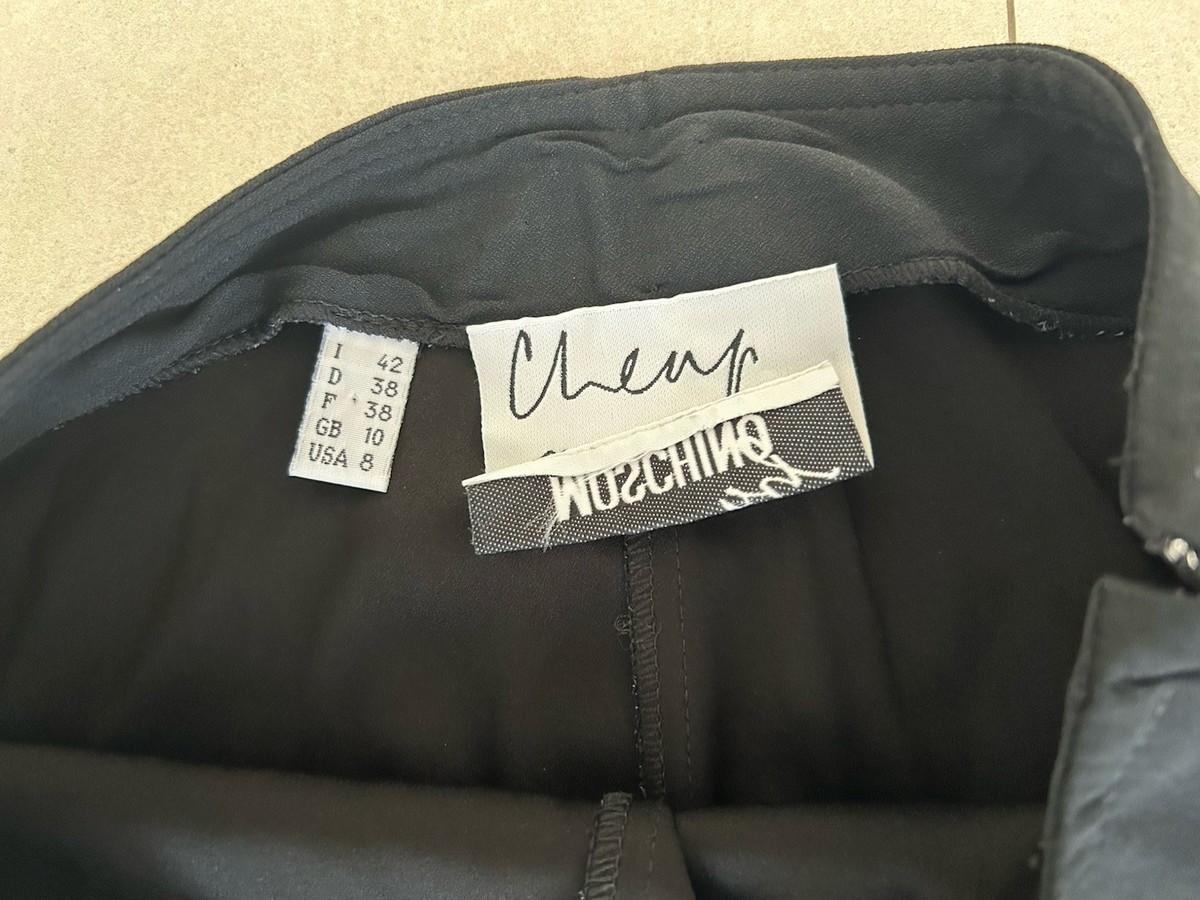 I 42
D 38
F 38
GB 10
USA 8
Cheap
MOSCHINO